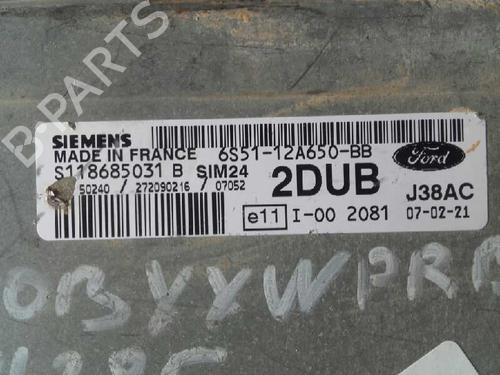 B-PARTS
SIEMENS
MADE IN FRANCE 6S51-12A650-BB
S118685031 B SIM24
50240 / 272090216 / 07052
2DUB
Ford
J38AC
e11 I-00 2081 07-02-21